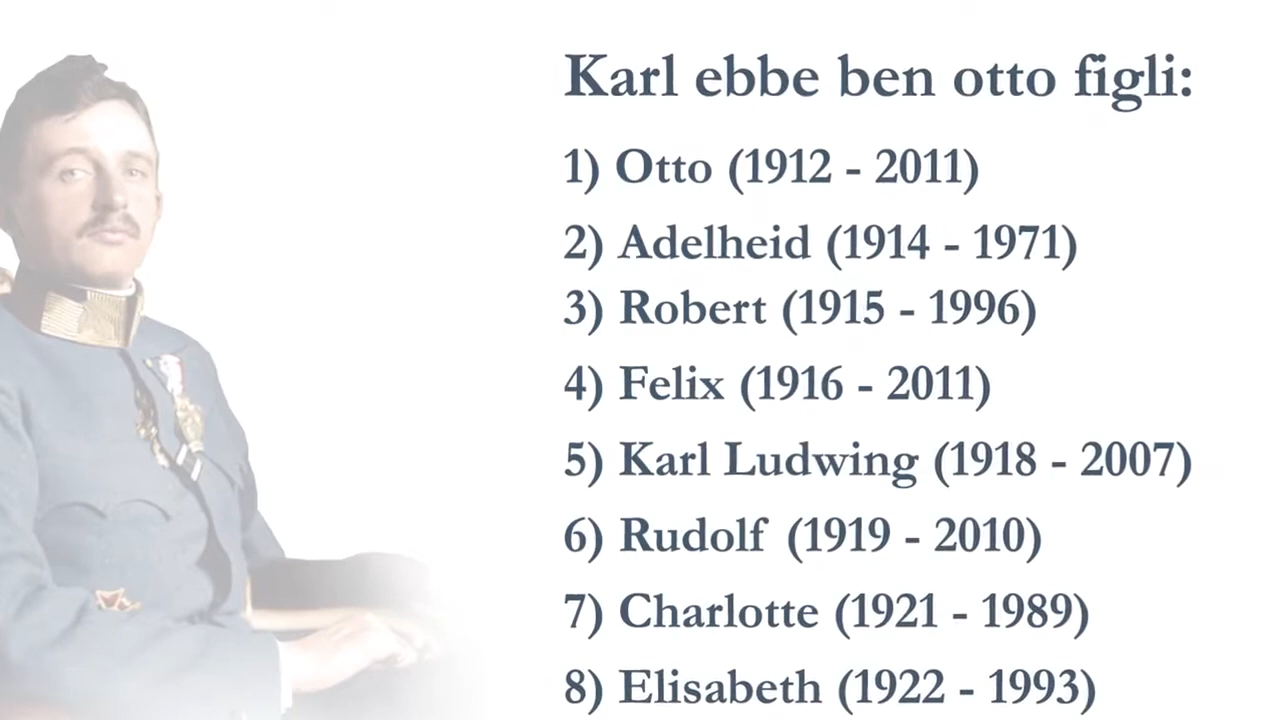 Karl ebbe ben otto figli:
1) Otto (1912 - 2011)
2) Adelheid (1914 - 1971)
3) Robert (1915 - 1996)
4) Felix (1916 - 2011)
5) Karl Ludwing (1918 - 2007)
6) Rudolf (1919 - 2010)
7) Charlotte (1921 - 1989)
8) Elisabeth (1922 - 1993)